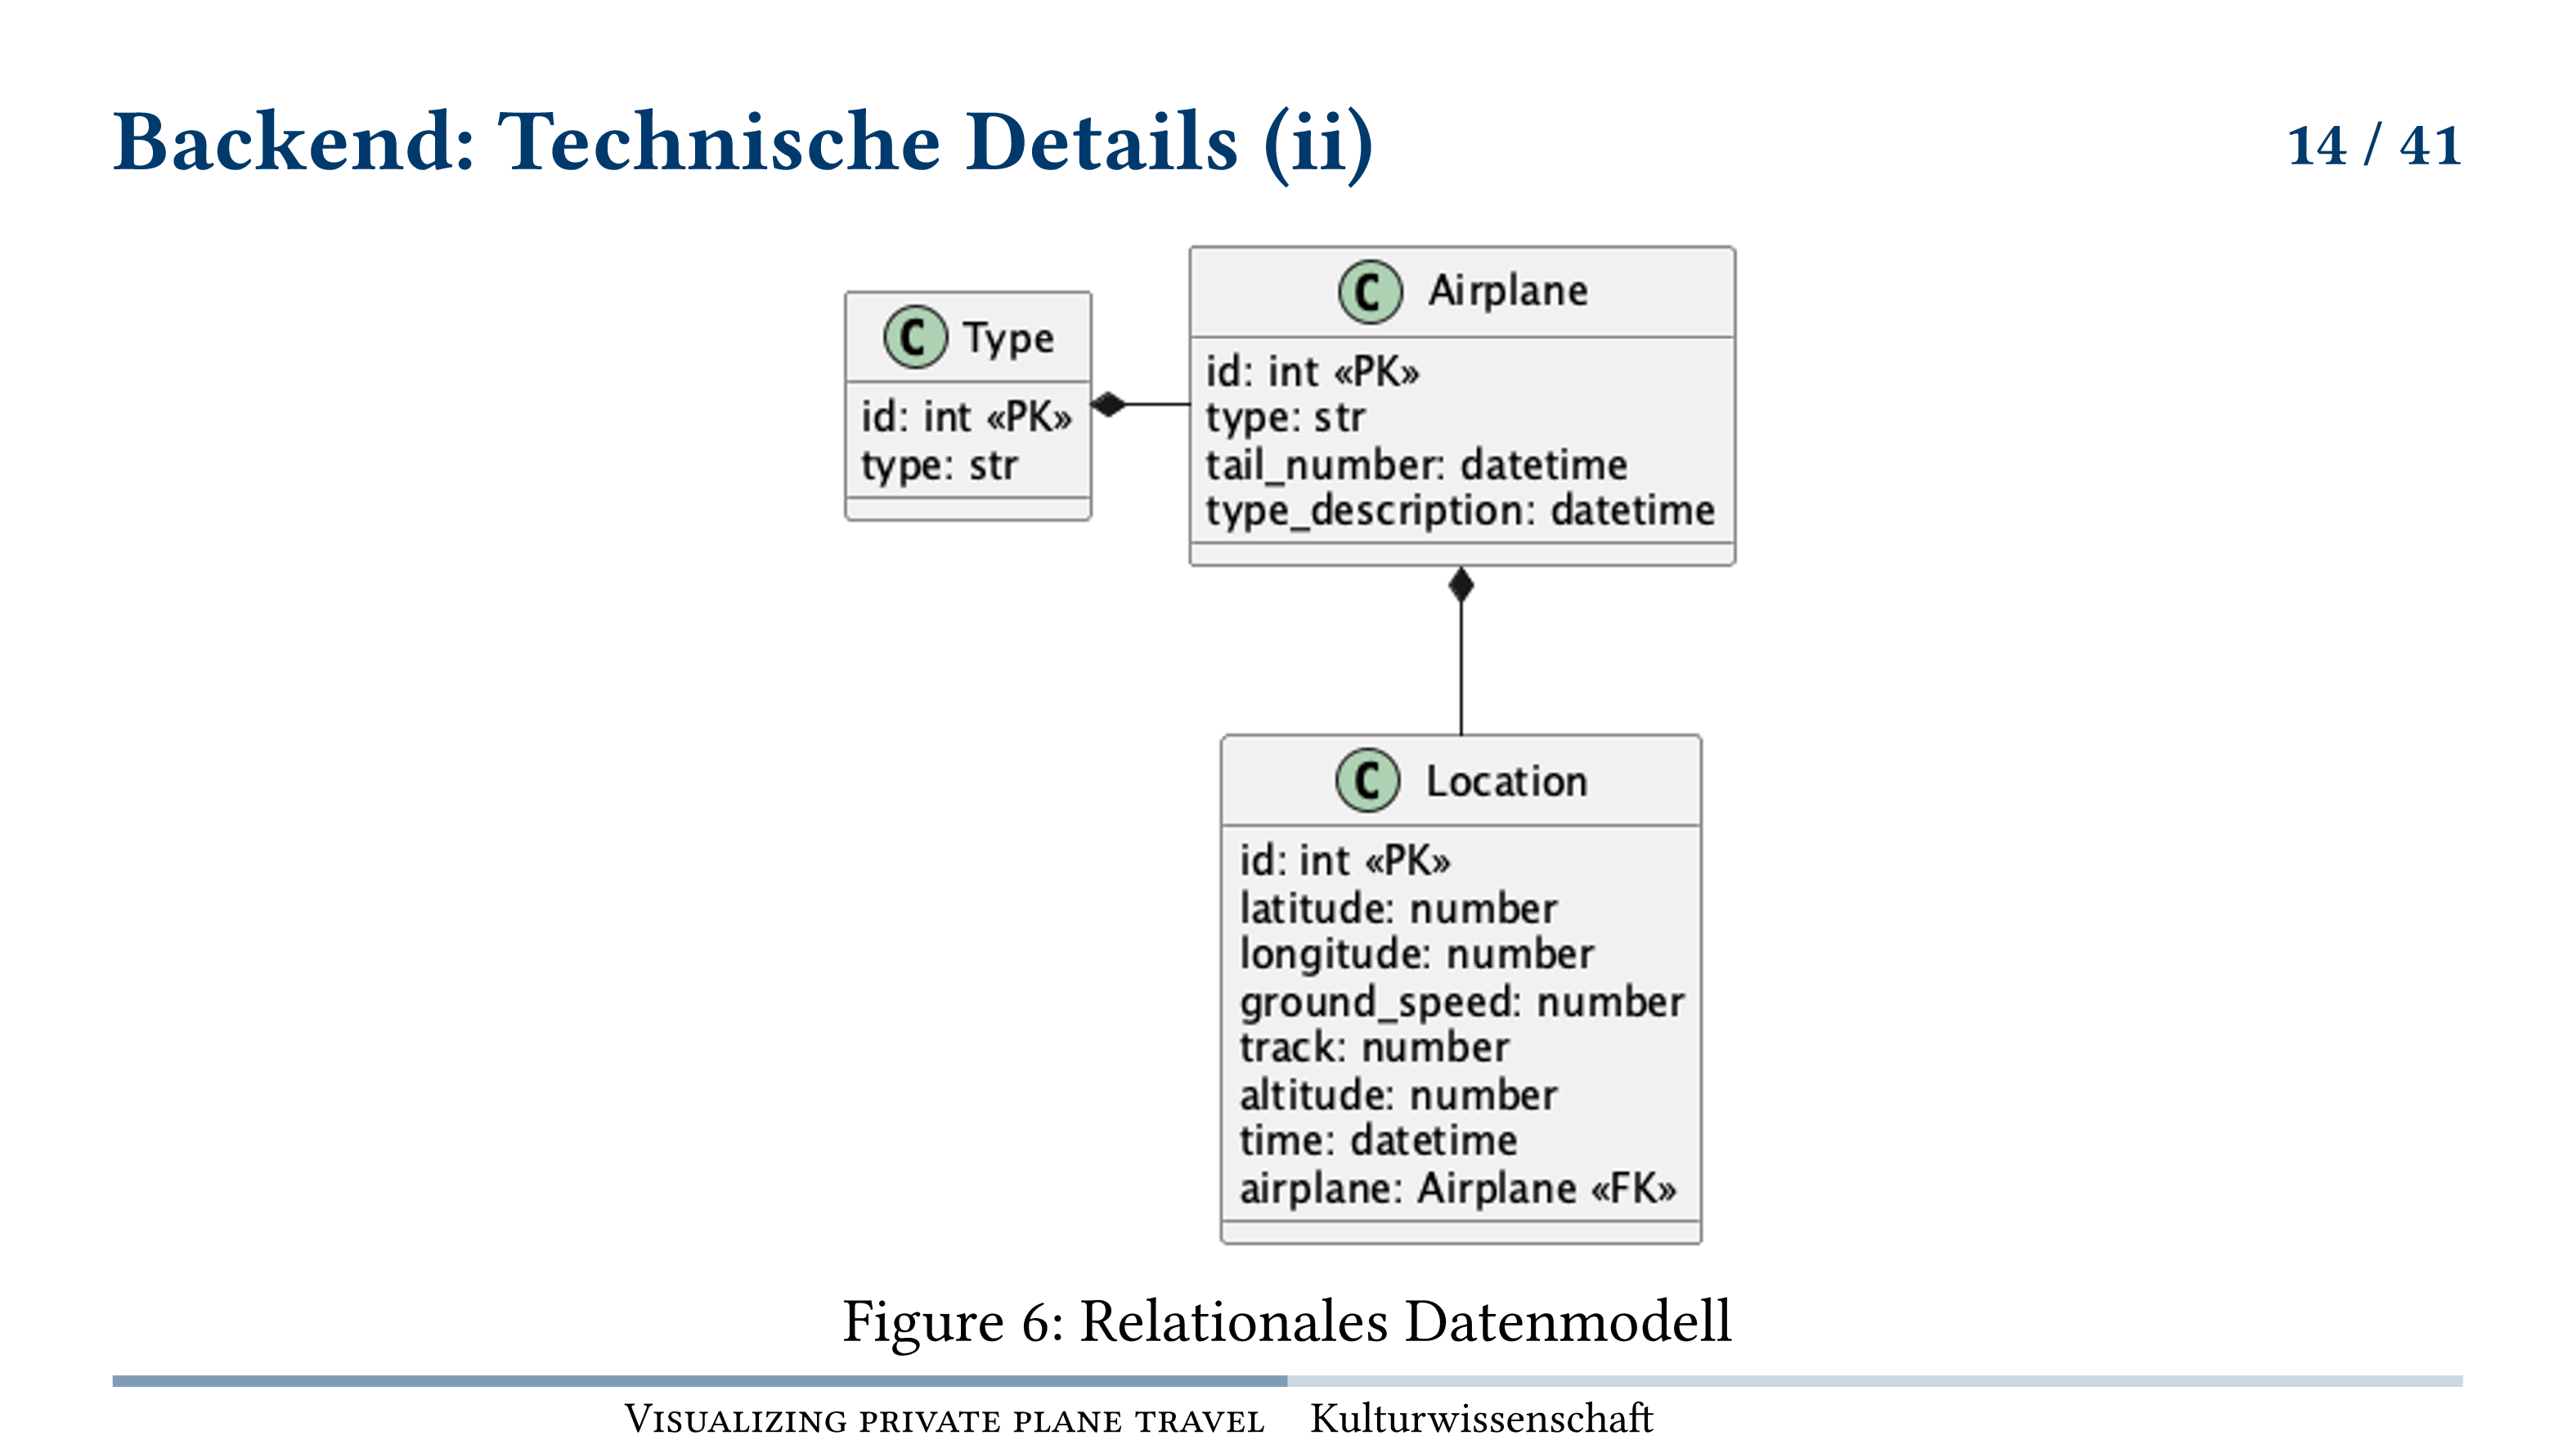 Backend: Technische Details (ii)
14 / 41
C Type
id: int «PK»
type: str
C Airplane
id: int «PK»
type: str
tail_number: datetime
type_description: datetime
C Location
id: int «PK»
latitude: number
longitude: number
ground_speed: number
track: number
altitude: number
time: datetime
airplane: Airplane «FK»
Figure 6: Relationales Datenmodell
Visualizing private plane travel Kulturwissenschaft